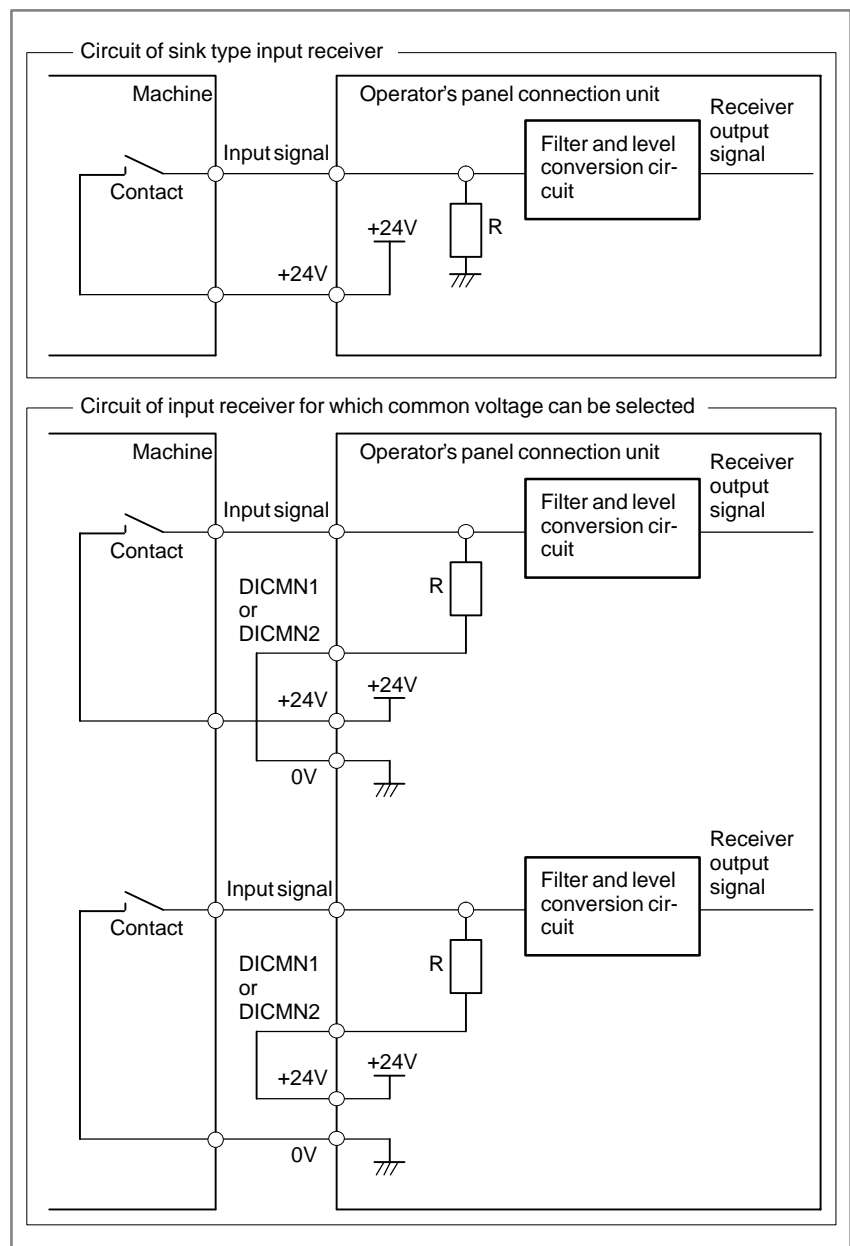 Circuit of sink type input receiver
Machine
Operator's panel connection unit
Receiver
output
signal
Input signal
Filter and level
conversion cir-
cuit
Contact
+24V
R
+24V
Circuit of input receiver for which common voltage can be selected
Machine
Operator's panel connection unit
Receiver
output
signal
Input signal
Filter and level
conversion cir-
cuit
Contact
DICMN1
or
DICMN2
R
+24V
+24V
0V
Receiver
output
signal
Input signal
Filter and level
conversion cir-
cuit
Contact
DICMN1
or
DICMN2
R
+24V
+24V
0V